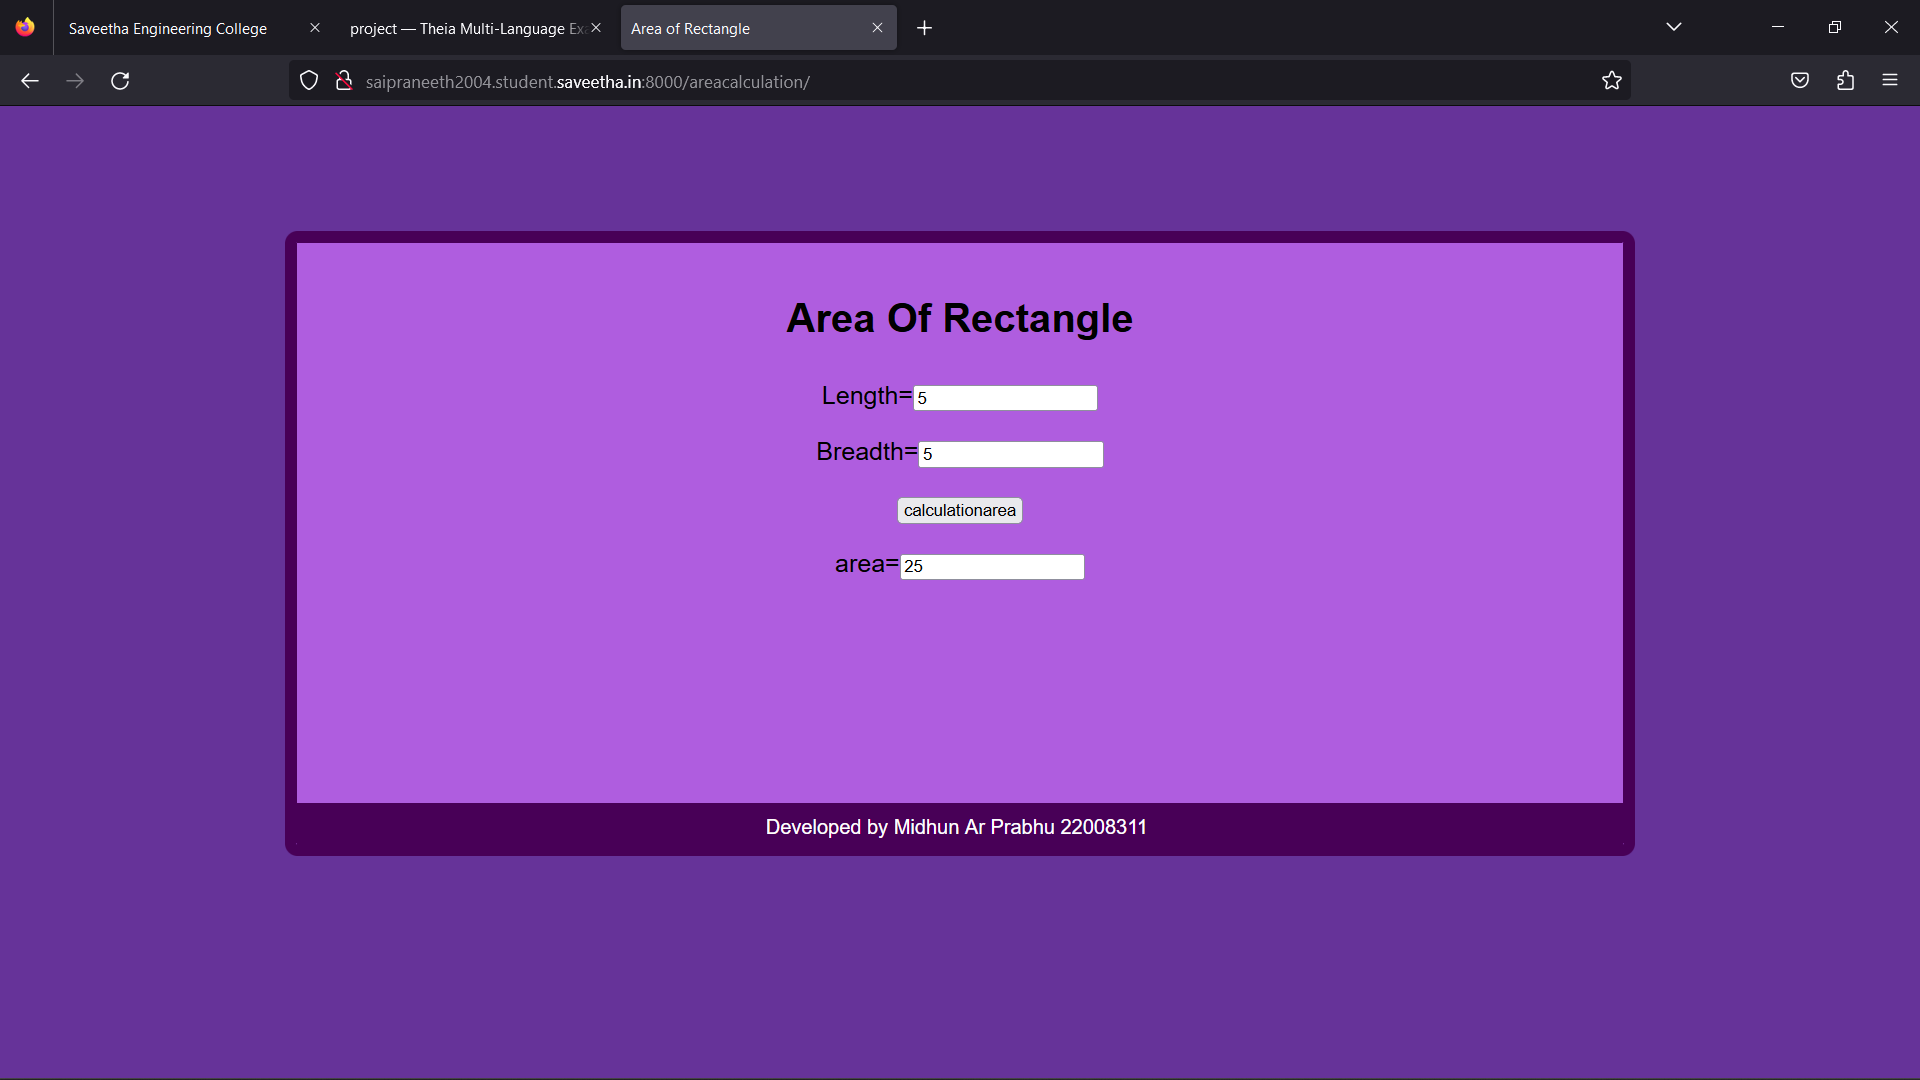 Saveetha Engineering College
project — Theia Multi-Language Ex
Area of Rectangle
saipraneeth2004.student.saveetha.in:8000/areacalculation/
Area Of Rectangle
Length=5
Breadth=5
calculationarea
area=25
Developed by Midhun Ar Prabhu 22008311